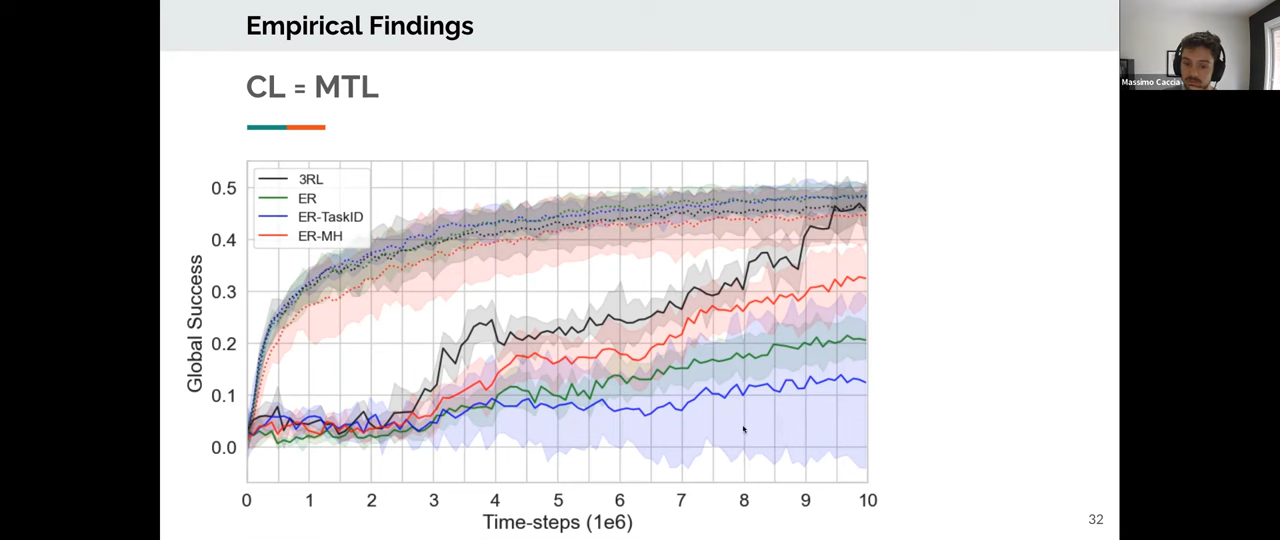 Empirical Findings
CL = MTL
Massimo Caccia
3RL
ER
ER-TaskID
ER-MH
Global Success
0.5
0.4
0.3
0.2
0.1
0.0
0 1 2 3 4 5 6 7 8 9 10
Time-steps (1e6)
32